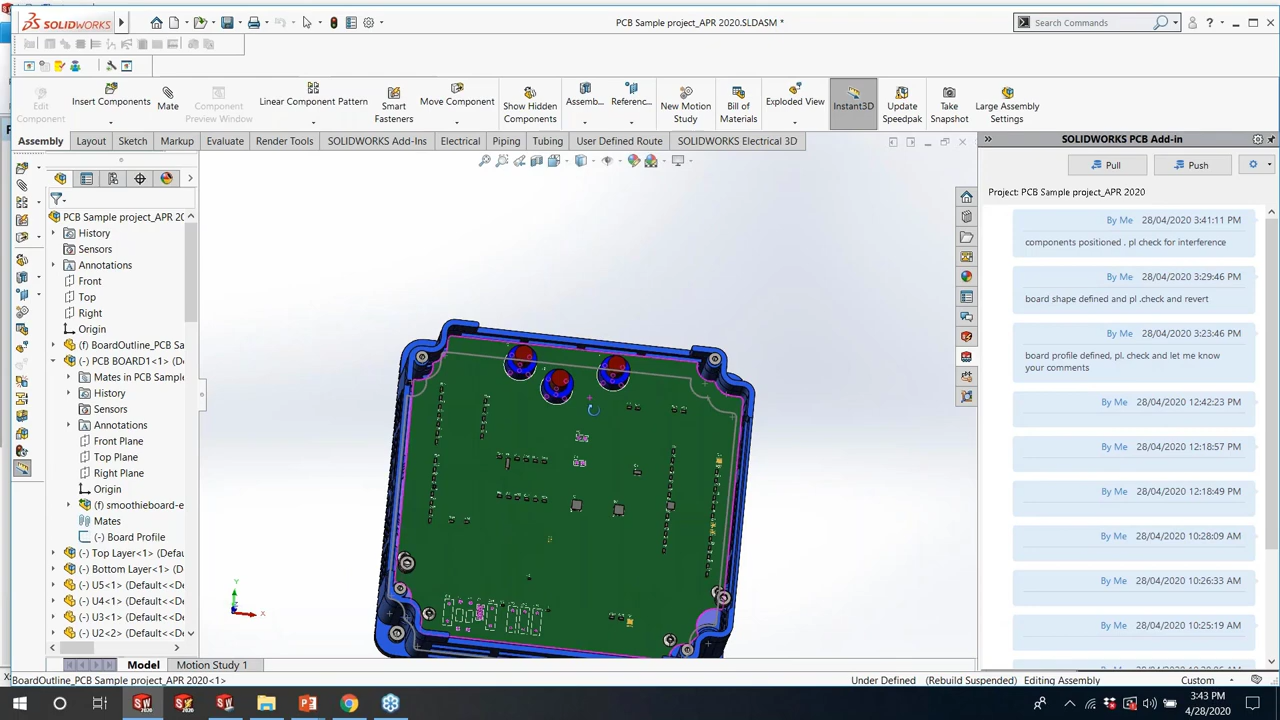 SOLIDWORKS
PCB Sample project_APR 2020.SLDASM *
Search Commands
?
Edit Component
Insert Components
Mate
Component Preview Window
Linear Component Pattern
Smart Fasteners
Move Component
Show Hidden Components
Assemb...
Referenc...
New Motion Study
Bill of Materials
Exploded View
Instant3D
Update Speedpak
Take Snapshot
Large Assembly Settings
Assembly
Layout
Sketch
Markup
Evaluate
Render Tools
SOLIDWORKS Add-Ins
Electrical
Piping
Tubing
User Defined Route
SOLIDWORKS Electrical 3D
SOLIDWORKS PCB Add-in
Pull
Push
Project: PCB Sample project_APR 2020
By Me 28/04/2020 3:41:11 PM
components positioned , pl check for interference
By Me 28/04/2020 3:29:46 PM
board shape defined and pl .check and revert
By Me 28/04/2020 3:23:46 PM
board profile defined, pl. check and let me know
your comments
By Me 28/04/2020 12:42:23 PM
By Me 28/04/2020 12:18:57 PM
By Me 28/04/2020 12:18:49 PM
By Me 28/04/2020 10:28:09 AM
By Me 28/04/2020 10:26:33 AM
By Me 28/04/2020 10:25:19 AM
PCB Sample project_APR 20
History
Sensors
Annotations
Front
Top
Right
Origin
(f) BoardOutline_PCB Sa
(-) PCB BOARD1<1> (De
Mates in PCB Sample
History
Sensors
Annotations
Front Plane
Top Plane
Right Plane
Origin
(f) smoothieboard-e
Mates
(-) Board Profile
(-) Top Layer<1> (Defau
(-) Bottom Layer<1> (De
(-) U5<1> (Default<<De
(-) U4<1> (Default<<De
(-) U3<1> (Default<<De
(-) U2<2> (Default<<De
Y
X
Model
Motion Study 1
BoardOutline_PCB Sample project_APR 2020<1>
Under Defined
(Rebuild Suspended)
Editing Assembly
Custom
3:43 PM
4/28/2020